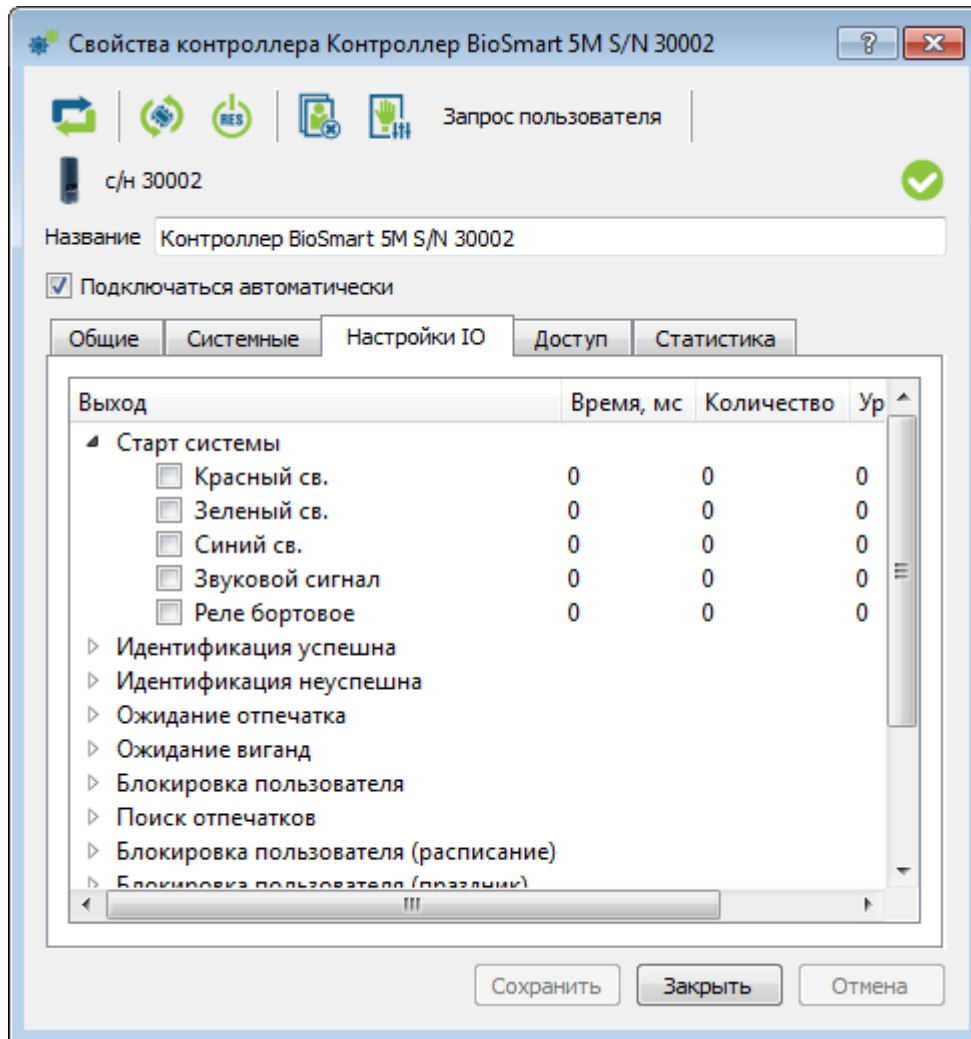 Свойства контроллера Контроллер BioSmart 5M S/N 30002
RES Запрос пользователя
с/н 30002
Название Контроллер BioSmart 5M S/N 30002
Подключаться автоматически
Общие Системные Настройки IO Доступ Статистика
Выход Время, мс Количество Ур
Старт системы
Красный св. 0 0 0
Зеленый св. 0 0 0
Синий св. 0 0 0
Звуковой сигнал 0 0 0
Реле бортовое 0 0 0
Идентификация успешна
Идентификация неуспешна
Ожидание отпечатка
Ожидание виганд
Блокировка пользователя
Поиск отпечатков
Блокировка пользователя (расписание)
Блокировка пользователя (праздник)
Сохранить Закрыть Отмена